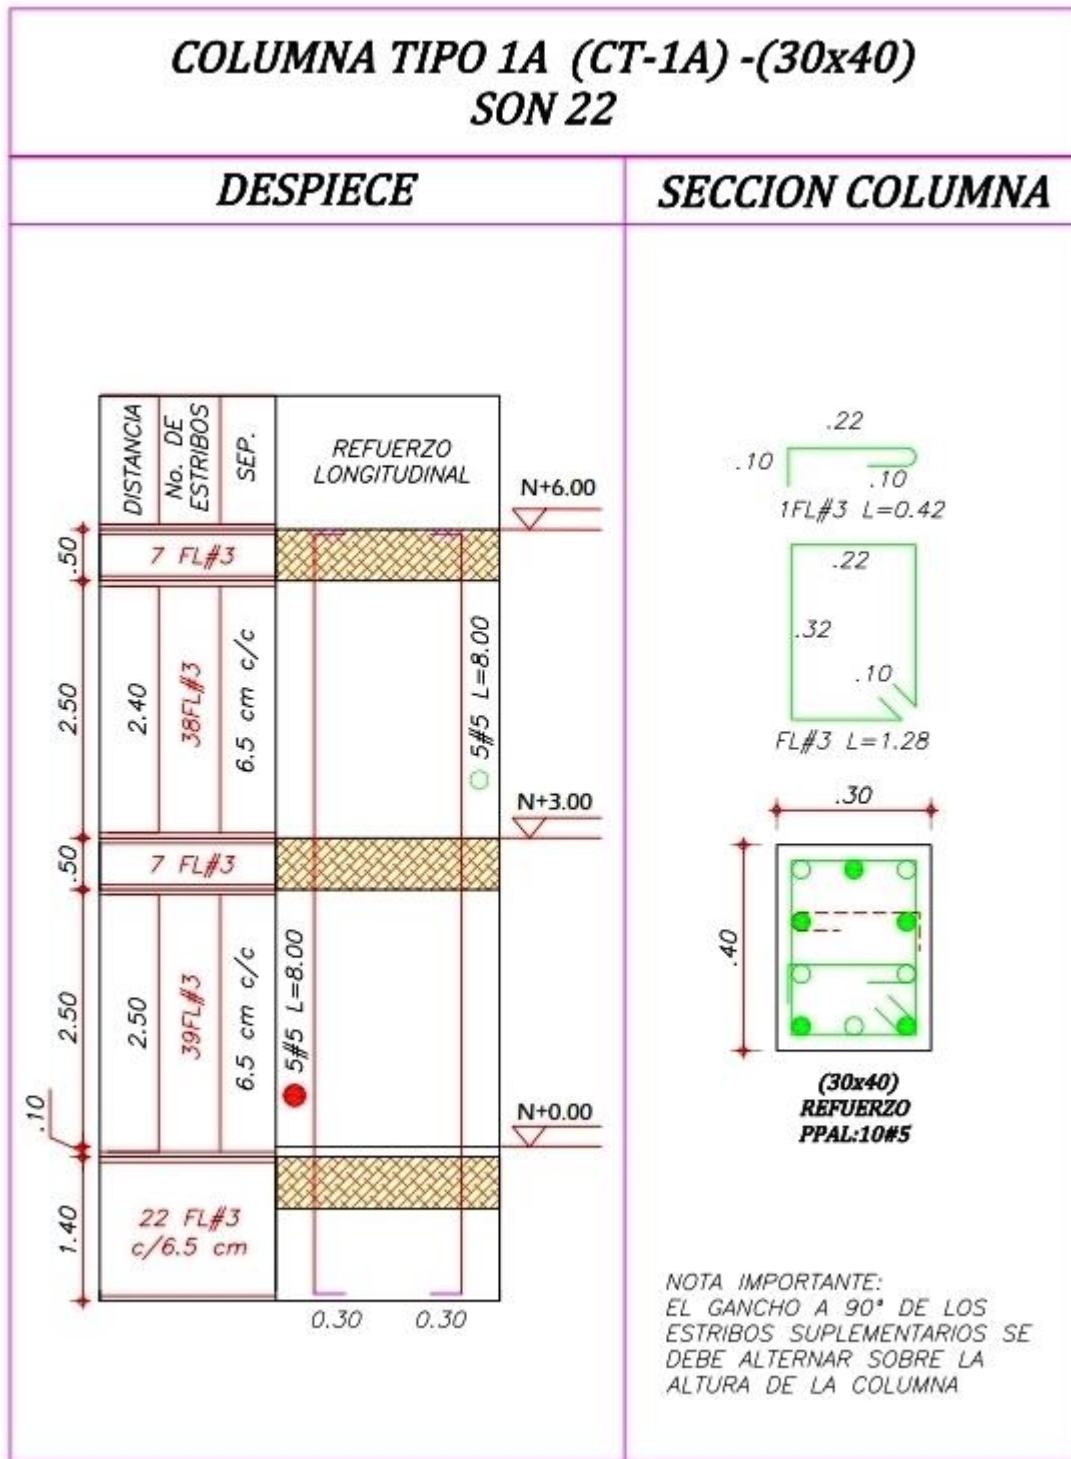 COLUMNA TIPO 1A (CT-1A) -(30x40)
SON 22
DESPIECE
SECCION COLUMNA
DISTANCIA
No. DE
ESTRIBOS
SEP.
REFUERZO
LONGITUDINAL
N+6.00
.50
7 FL#3
2.50
2.40
38FL#3
6.5 cm c/c
5#5 L=8.00
N+3.00
.50
7 FL#3
2.50
2.50
39FL#3
6.5 cm c/c
5#5 L=8.00
N+0.00
.10
1.40
22 FL#3
c/6.5 cm
0.30
0.30
.22
.10
.10
1FL#3 L=0.42
.22
.32
.10
FL#3 L=1.28
.30
.40
(30x40)
REFUERZO
PPAL:10#5
NOTA IMPORTANTE:
EL GANCHO A 90° DE LOS
ESTRIBOS SUPLEMENTARIOS SE
DEBE ALTERNAR SOBRE LA
ALTURA DE LA COLUMNA